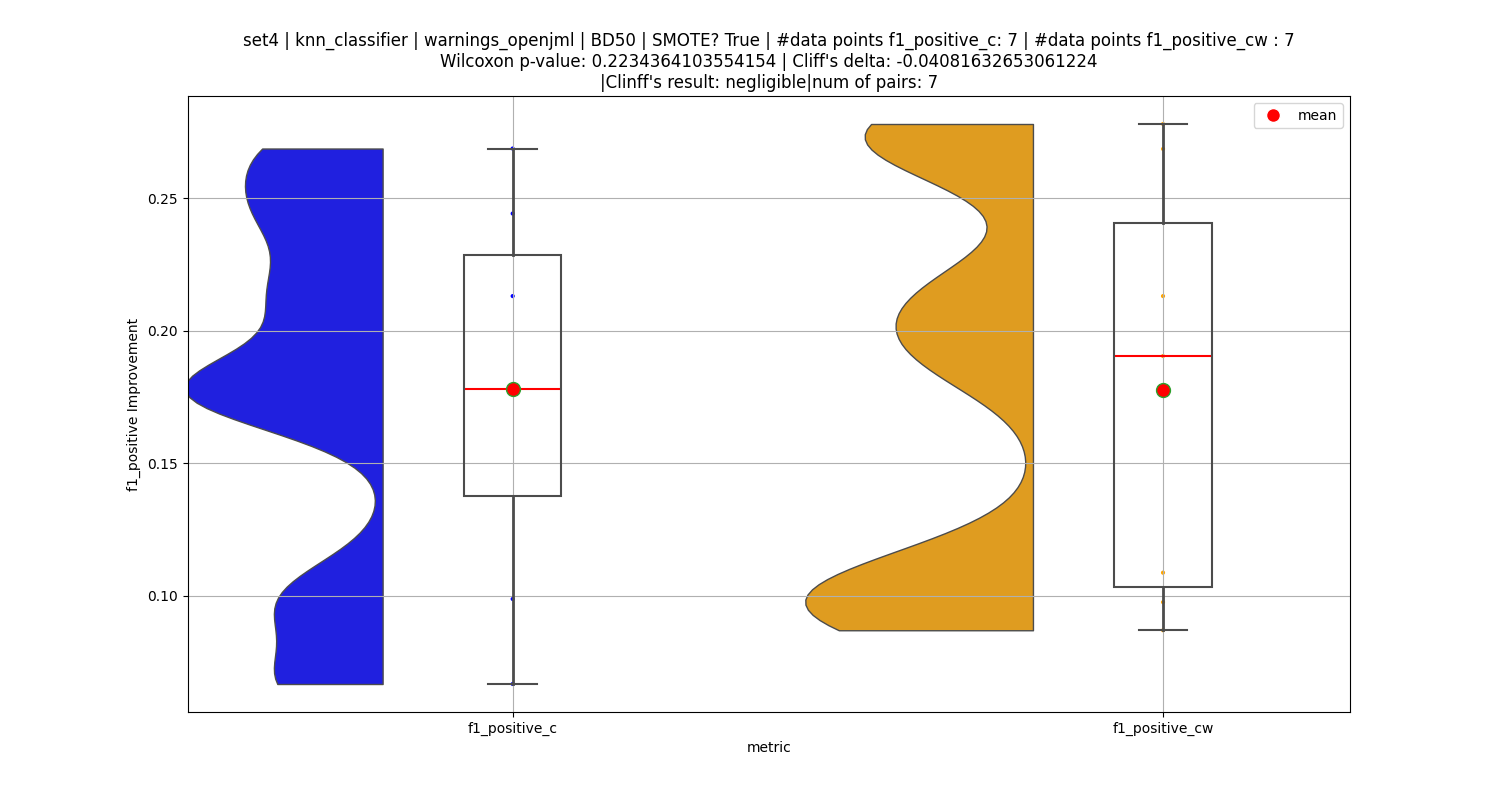 set4 | knn_classifier | warnings_openjml | BD50 | SMOTE? True | #data points f1_positive_c: 7 | #data points f1_positive_cw : 7
Wilcoxon p-value: 0.2234364103554154 | Cliff's delta: -0.04081632653061224
|Clinff's result: negligible|num of pairs: 7
mean
0.25
0.20
0.15
0.10
f1_positive Improvement
f1_positive_c
f1_positive_cw
metric